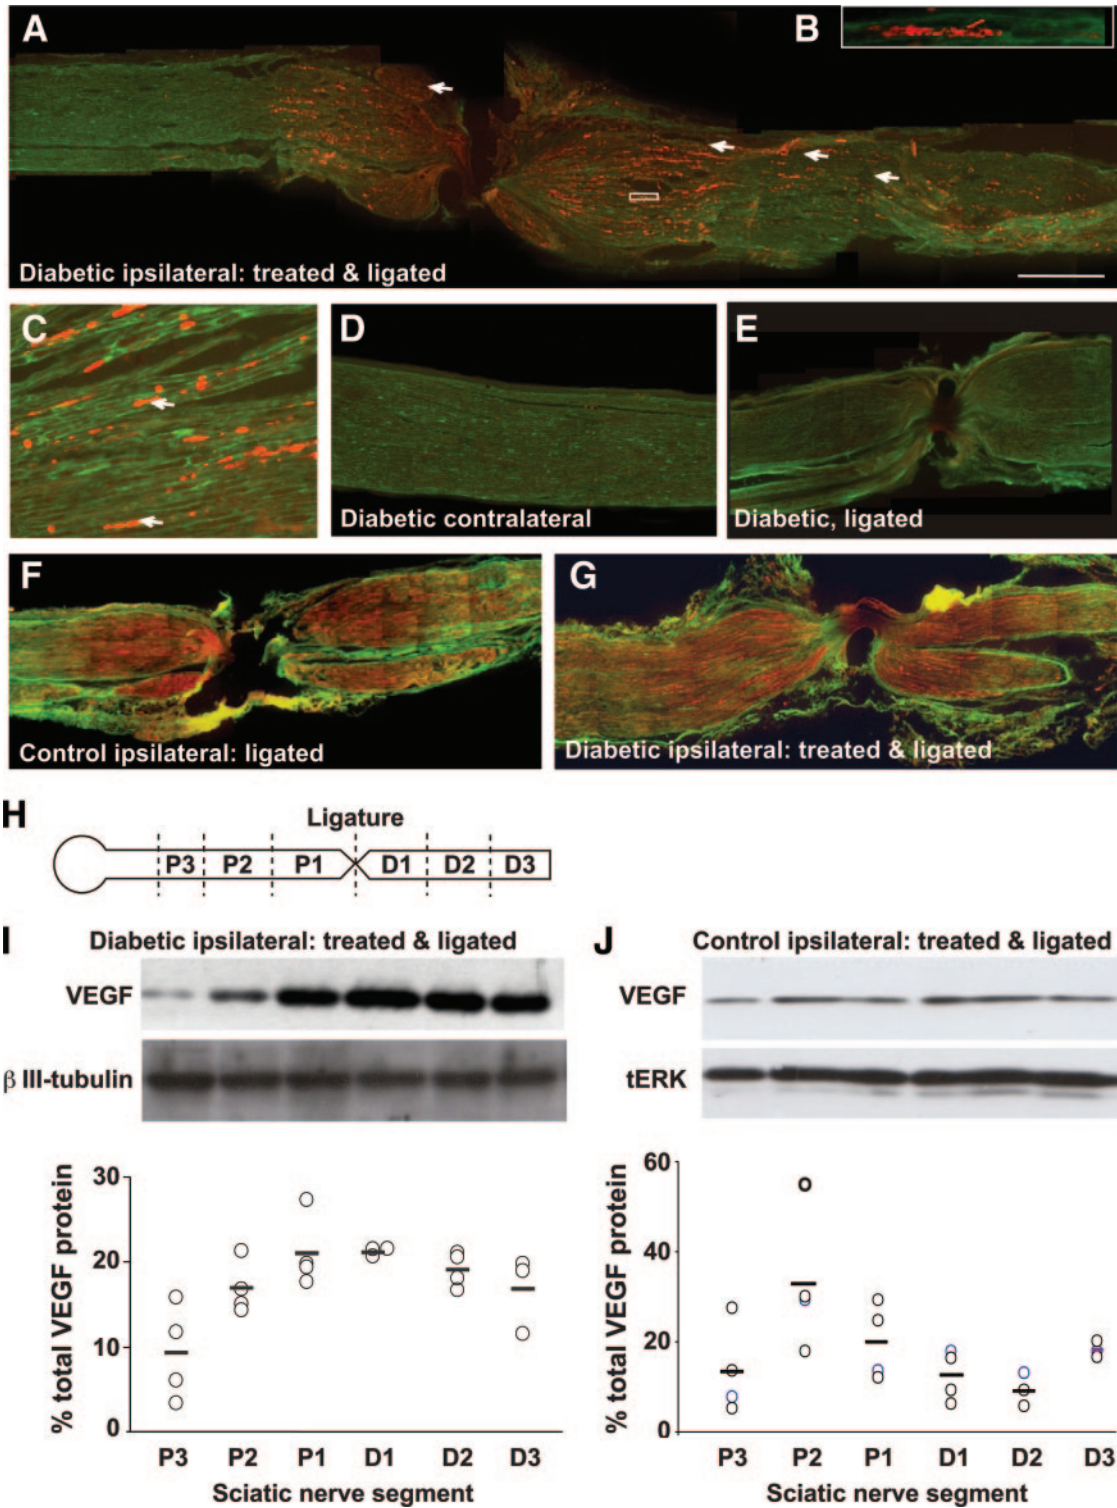 A
B
Diabetic ipsilateral: treated & ligated
C
D
E
Diabetic contralateral
Diabetic, ligated
F
G
Control ipsilateral: ligated
Diabetic ipsilateral: treated & ligated
H
Ligature
P3 P2 P1 D1 D2 D3
I
Diabetic ipsilateral: treated & ligated
VEGF
β III-tubulin
30
20
10
0
% total VEGF protein
P3 P2 P1 D1 D2 D3
Sciatic nerve segment
J
Control ipsilateral: treated & ligated
VEGF
tERK
60
40
20
0
% total VEGF protein
P3 P2 P1 D1 D2 D3
Sciatic nerve segment